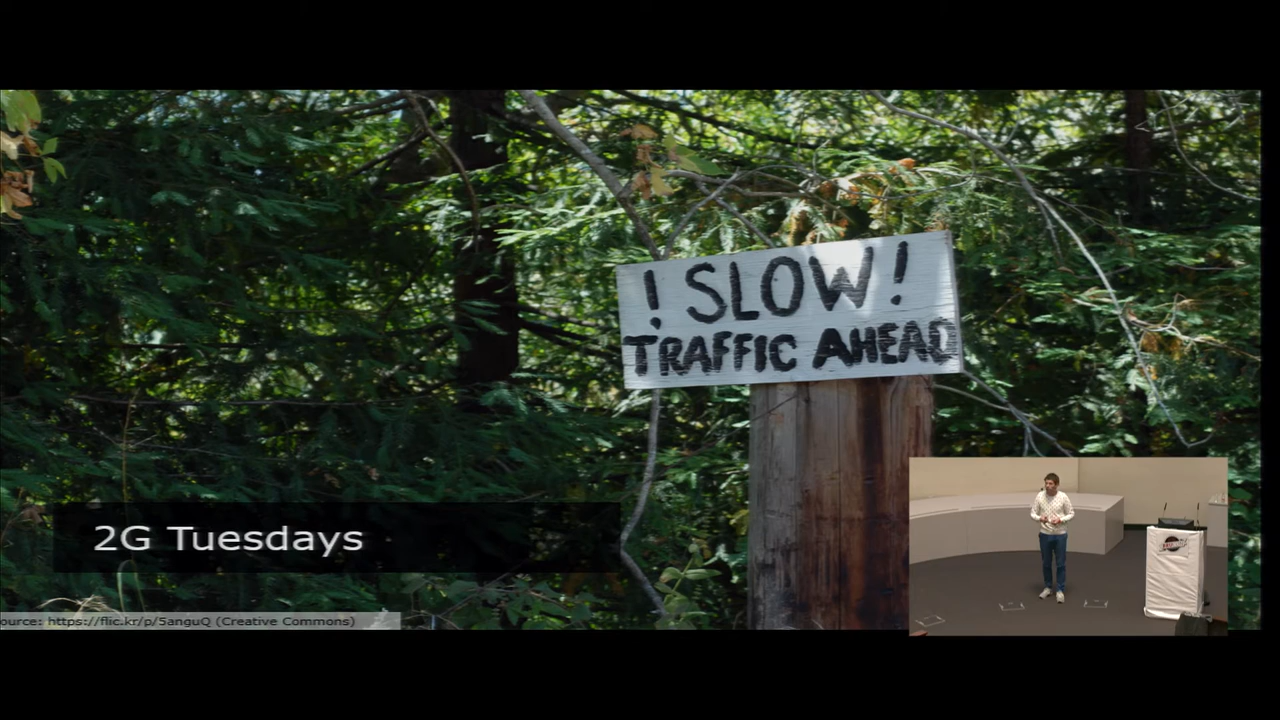 ! SLOW!
TRAFFIC AHEAD
2G Tuesdays
ource: https://flic.kr/p/5anguQ (Creative Commons)